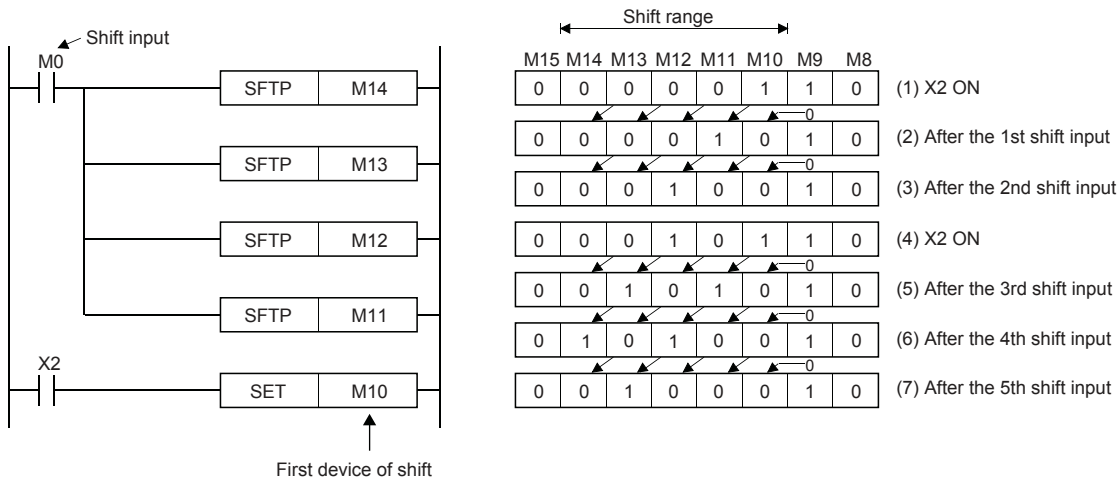 Shift input
M0
SFTP M14
SFTP M13
SFTP M12
SFTP M11
X2
SET M10
First device of shift
Shift range
M15 M14 M13 M12 M11 M10 M9 M8
0 0 0 0 0 1 1 0 (1) X2 ON
0
0 0 0 0 1 0 1 0 (2) After the 1st shift input
0
0 0 0 1 0 0 1 0 (3) After the 2nd shift input
0 0 0 1 0 1 1 0 (4) X2 ON
0
0 0 1 0 1 0 1 0 (5) After the 3rd shift input
0
0 1 0 1 0 0 1 0 (6) After the 4th shift input
0
0 0 1 0 0 0 1 0 (7) After the 5th shift input